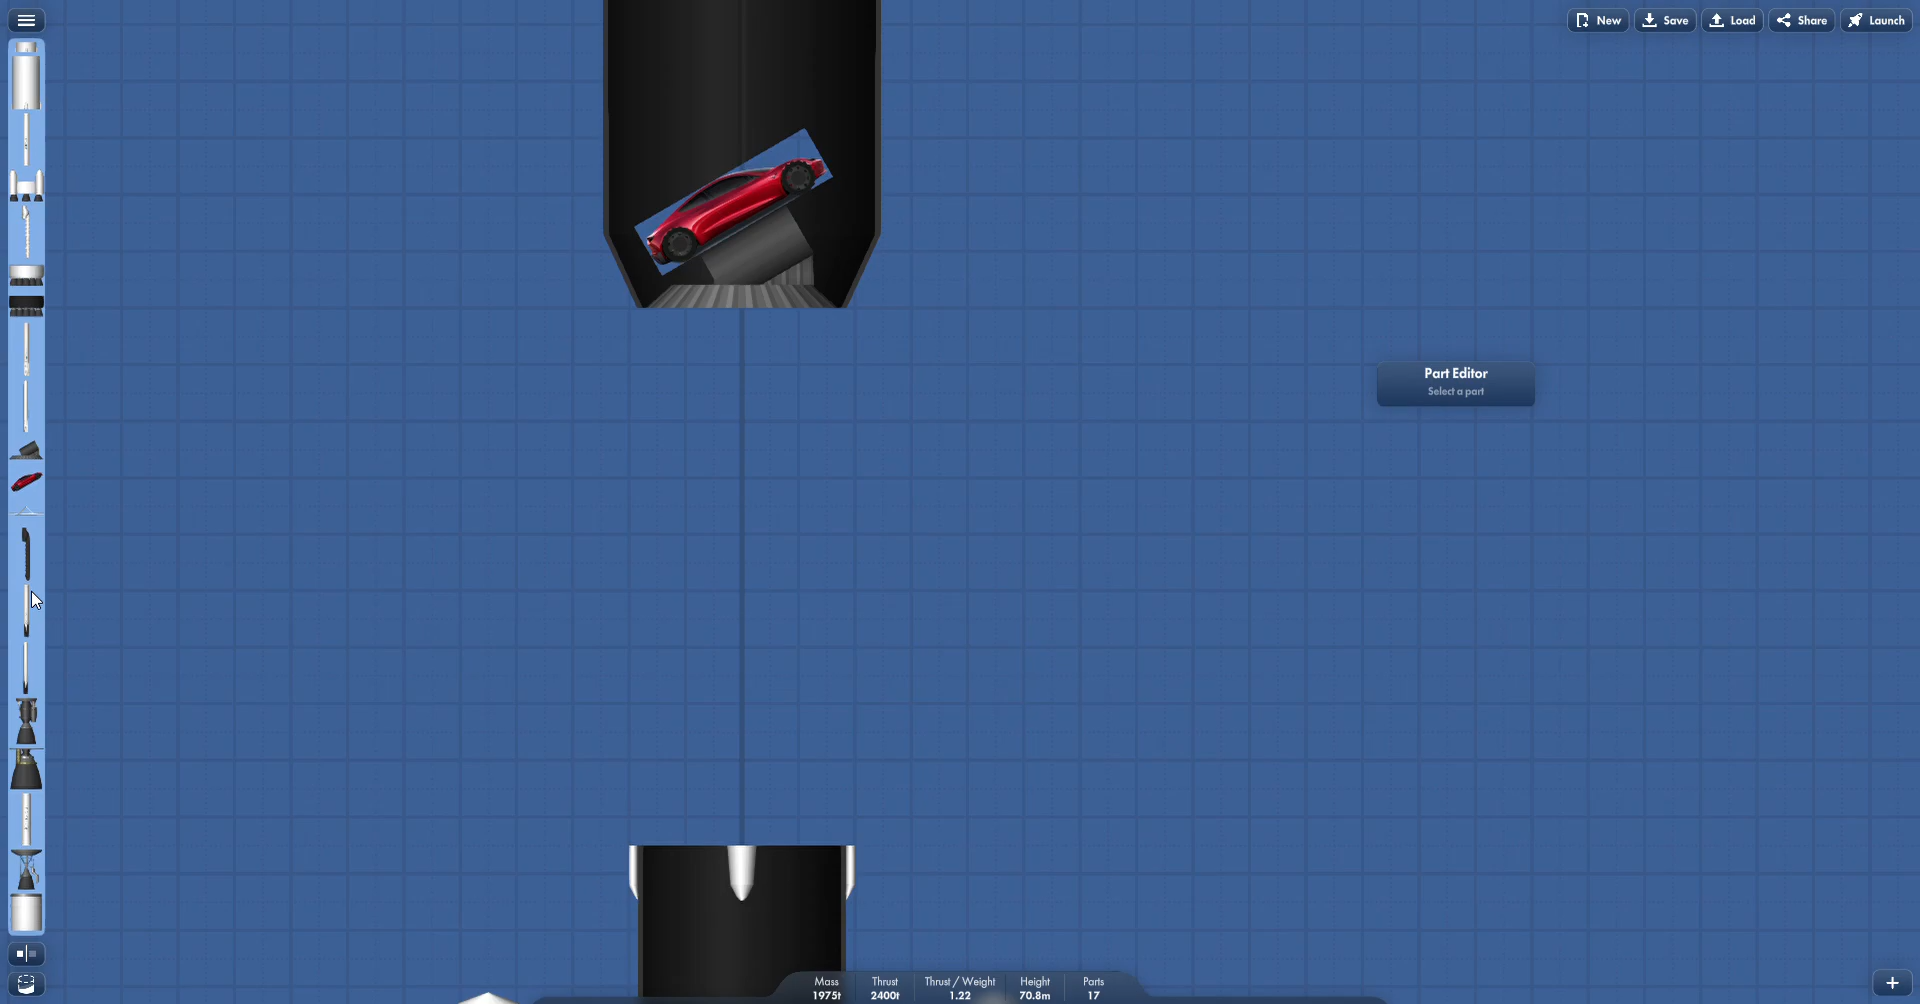 New
Save
Load
Share
Launch
Part Editor
Select a part
Mass
1975t
Thrust
2400t
Thrust / Weight
1.22
Height
70.8m
Parts
17